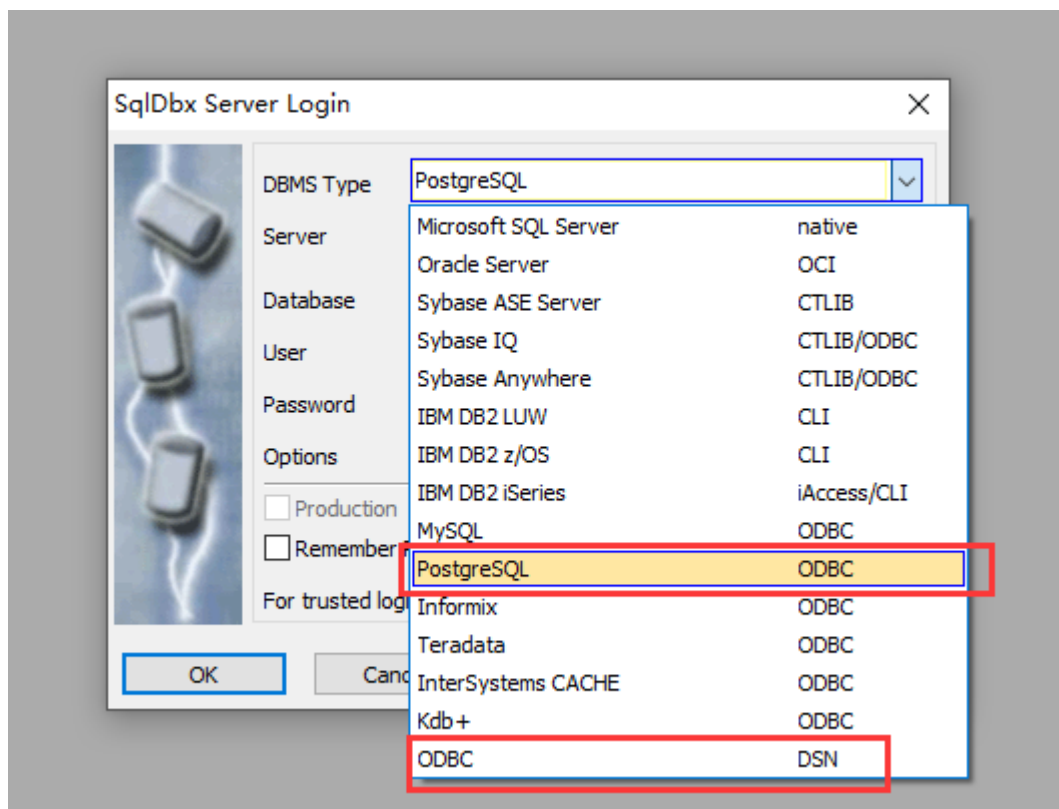 SqlDbx Server Login
DBMS Type PostgreSQL
Server
Database
User
Password
Options
Production
Remember
For trusted
OK
Microsoft SQL Server native
Oracle Server OCI
Sybase ASE Server CTLIB
Sybase IQ CTLIB/ODBC
Sybase Anywhere CTLIB/ODBC
IBM DB2 LUW CLI
IBM DB2 z/OS CLI
IBM DB2 iSeries iAccess/CLI
MySQL ODBC
PostgreSQL ODBC
Informix ODBC
Teradata ODBC
InterSystems CACHE ODBC
Kdb+ ODBC
ODBC DSN